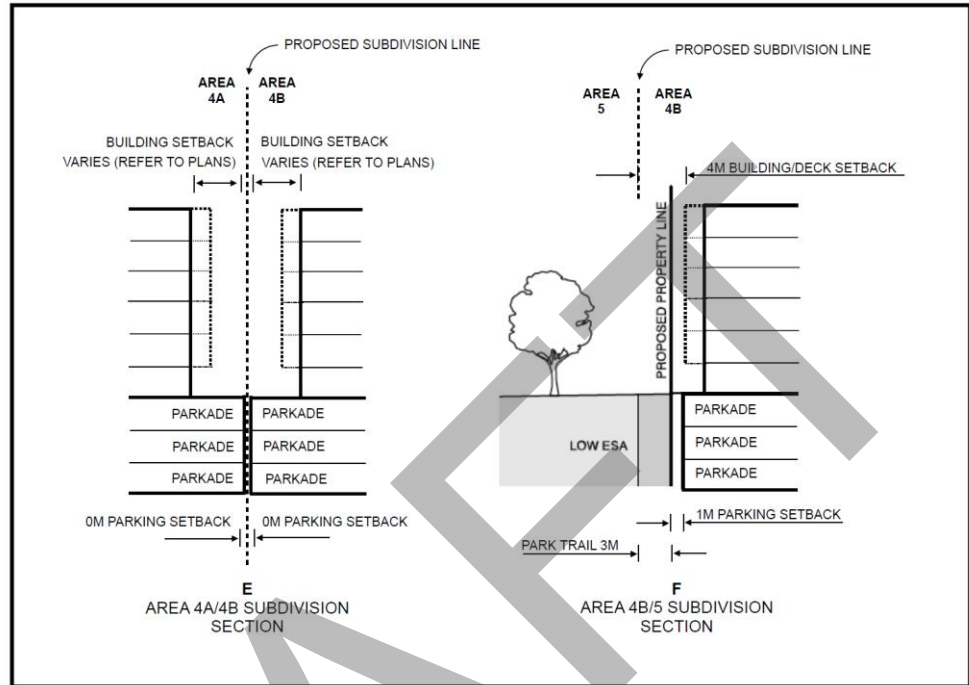 PROPOSED SUBDIVISION LINE
AREA
4A
AREA
4B
BUILDING SETBACK
VARIES (REFER TO PLANS)
BUILDING SETBACK
VARIES (REFER TO PLANS)
PARKADE
PARKADE
PARKADE
PARKADE
PARKADE
PARKADE
0M PARKING SETBACK
0M PARKING SETBACK
E
AREA 4A/4B SUBDIVISION
SECTION
PROPOSED SUBDIVISION LINE
AREA
5
AREA
4B
4M BUILDING/DECK SETBACK
PROPOSED PROPERTY LINE
LOW ESA
PARKADE
PARKADE
PARKADE
1M PARKING SETBACK
PARK TRAIL 3M
F
AREA 4B/5 SUBDIVISION
SECTION